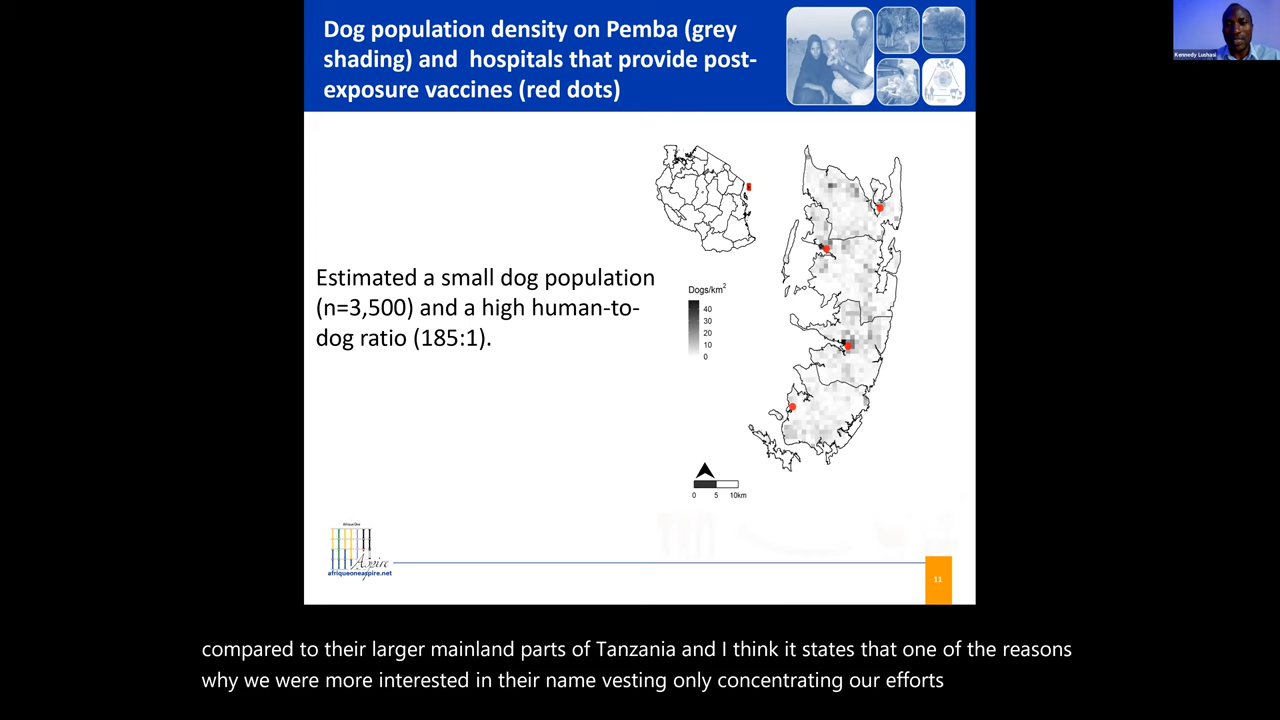 Dog population density on Pemba (grey
shading) and hospitals that provide post-
exposure vaccines (red dots)
Kennedy Lushasi
Estimated a small dog population
(n=3,500) and a high human-to-
dog ratio (185:1).
Dogs/km2
40
30
20
10
0
0 5 10km
Aspire
afriqueoneaspire.net
11
compared to their larger mainland parts of Tanzania and I think it states that one of the reasons
why we were more interested in their name vesting only concentrating our efforts